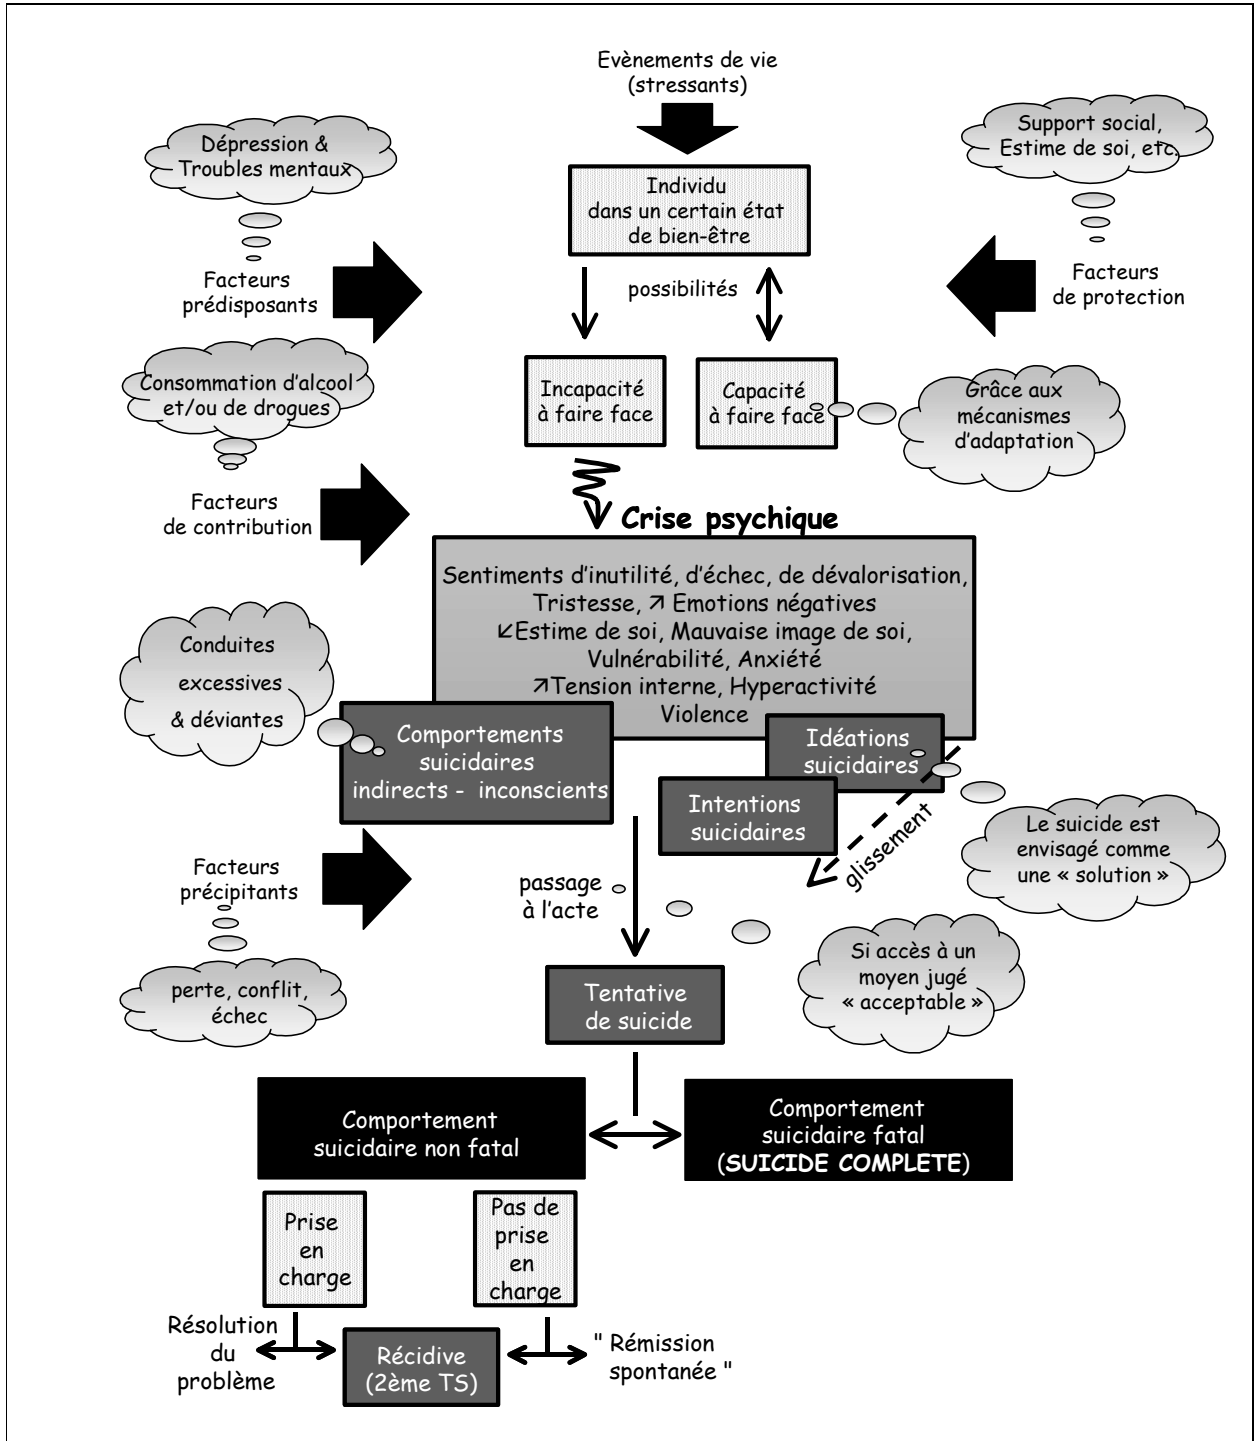 Evènements de vie
(stressants)
Dépression &
Troubles mentaux
Support social,
Estime de soi, etc.
Individu
dans un certain état
de bien-être
Facteurs
prédisposants
possibilités
Facteurs
de protection
Consommation d'alcool
et/ou de drogues
Incapacité
à faire face
Capacité
à faire face
Grâce aux
mécanismes
d'adaptation
Facteurs
de contribution
Crise psychique
Sentiments d'inutilité, d'échec, de dévalorisation,
Tristesse, ↗ Emotions négatives
↙Estime de soi, Mauvaise image de soi,
Vulnérabilité, Anxiété
↗Tension interne, Hyperactivité
Violence
Conduites
excessives
& déviantes
Comportements
suicidaires
indirects - inconscients
Idéations
suicidaires
Intentions
suicidaires
glissement
Le suicide est
envisagé comme
une « solution »
Facteurs
précipitants
passage
à l'acte
Si accès à un
moyen jugé
« acceptable »
perte, conflit,
échec
Tentative
de suicide
Comportement
suicidaire non fatal
Comportement
suicidaire fatal
(SUICIDE COMPLETE)
Prise
en
charge
Pas de
prise
en
charge
Résolution
du
problème
Récidive
(2ème TS)
" Rémission
spontanée "